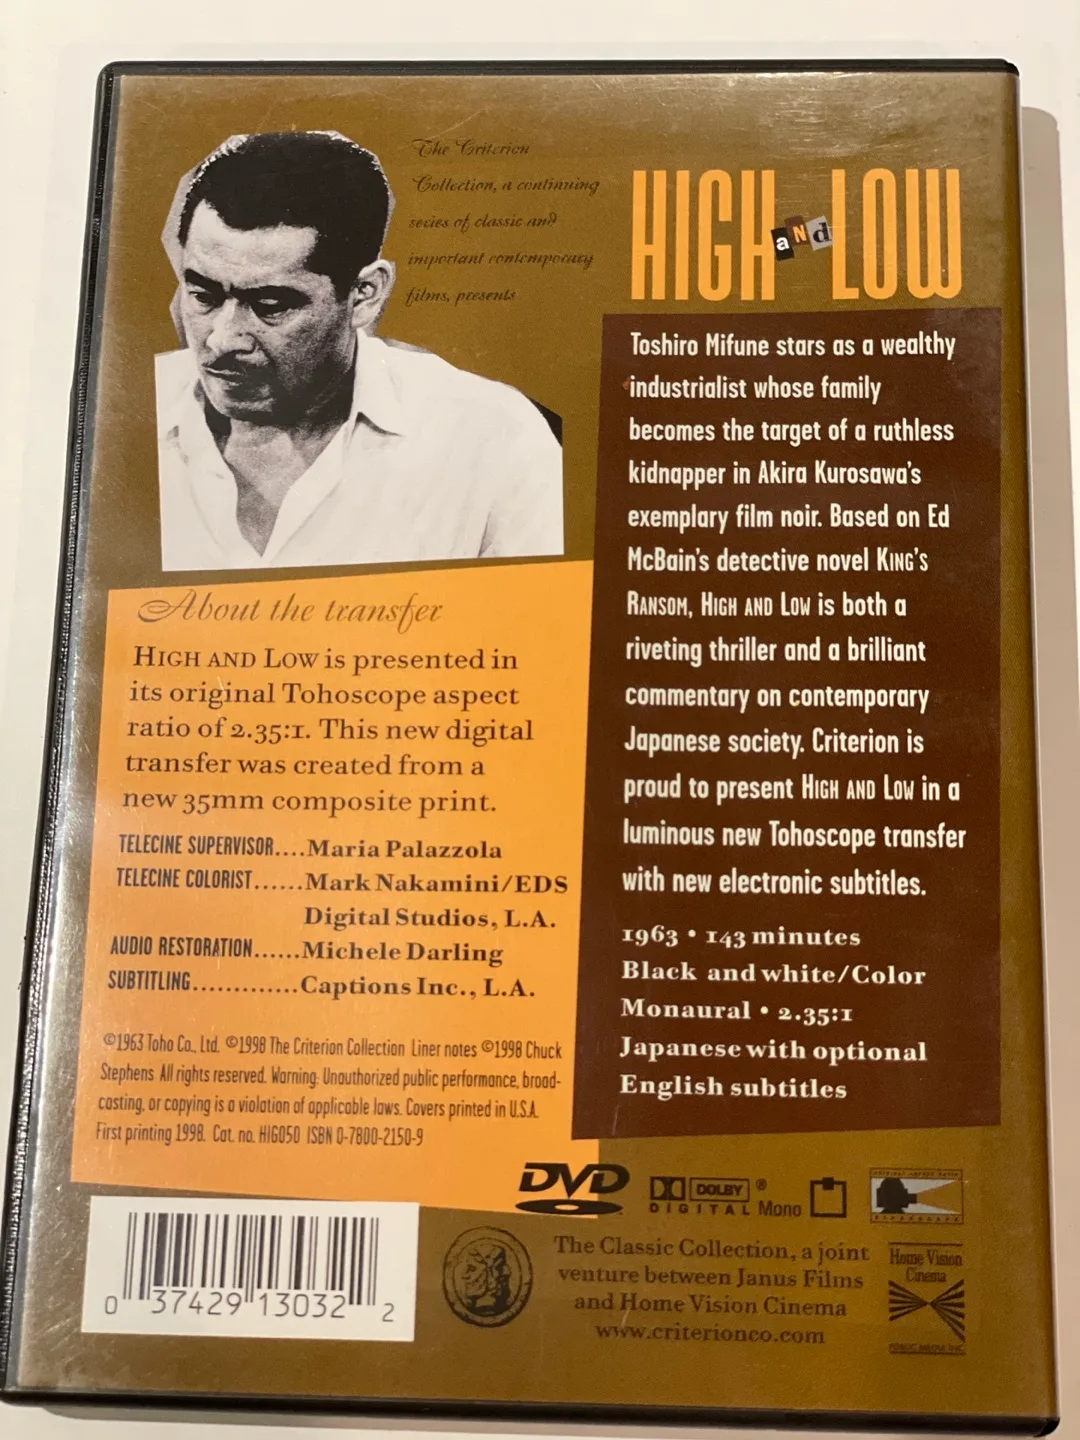 The Criterion
Collection, a continuing
series of classic and
important contemporary
films, presents
HIGH and LOW
Toshiro Mifune stars as a wealthy
industrialist whose family
becomes the target of a ruthless
kidnapper in Akira Kurosawa's
exemplary film noir. Based on Ed
McBain's detective novel KING'S
RANSOM, HIGH AND LOW is both a
riveting thriller and a brilliant
commentary on contemporary
Japanese society. Criterion is
proud to present HIGH AND LOW in a
luminous new Tohoscope transfer
with new electronic subtitles.
1963 • 143 minutes
Black and white/Color
Monaural • 2.35:1
Japanese with optional
English subtitles
About the transfer
HIGH AND LOW is presented in
its original Tohoscope aspect
ratio of 2.35:1. This new digital
transfer was created from a
new 35mm composite print.
TELECINE SUPERVISOR....Maria Palazzola
TELECINE COLORIST......Mark Nakamini/EDS
Digital Studios, L.A.
AUDIO RESTORATION......Michele Darling
SUBTITLING.............Captions Inc., L.A.
©1963 Toho Co., Ltd. ©1998 The Criterion Collection Liner notes ©1998 Chuck
Stephens All rights reserved. Warning: Unauthorized public performance, broad-
casting, or copying is a violation of applicable laws. Covers printed in U.S.A.
First printing 1998. Cat. no. HIG050 ISBN 0-7800-2150-9
DVD
DOLBY ®
DIGITAL Mono
0 37429 13032 2
The Classic Collection, a joint
venture between Janus Films
and Home Vision Cinema
www.criterionco.com
Home Vision
Cinema
PUBLIC MEDIA INC.